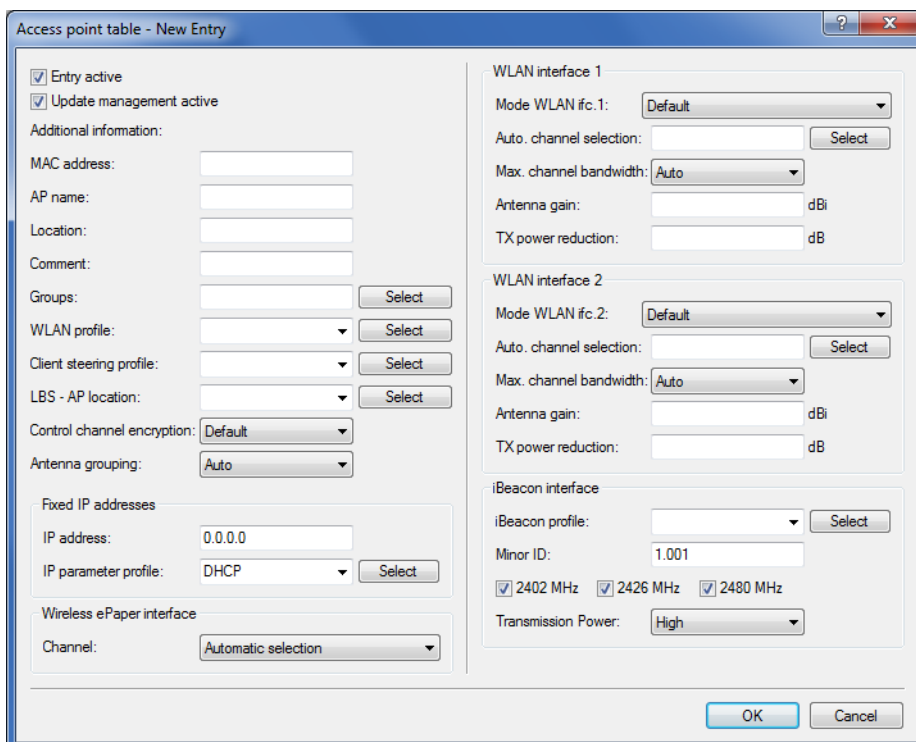 Access point table - New Entry
Entry active
Update management active
Additional information:
MAC address:
AP name:
Location:
Comment:
Groups: Select
WLAN profile: Select
Client steering profile: Select
LBS - AP location: Select
Control channel encryption: Default
Antenna grouping: Auto
Fixed IP addresses
IP address: 0.0.0.0
IP parameter profile: DHCP Select
Wireless ePaper interface
Channel: Automatic selection
WLAN interface 1
Mode WLAN ifc.1: Default
Auto. channel selection: Select
Max. channel bandwidth: Auto
Antenna gain: dBi
TX power reduction: dB
WLAN interface 2
Mode WLAN ifc.2: Default
Auto. channel selection: Select
Max. channel bandwidth: Auto
Antenna gain: dBi
TX power reduction: dB
iBeacon interface
iBeacon profile: Select
Minor ID: 1.001
2402 MHz 2426 MHz 2480 MHz
Transmission Power: High
OK Cancel